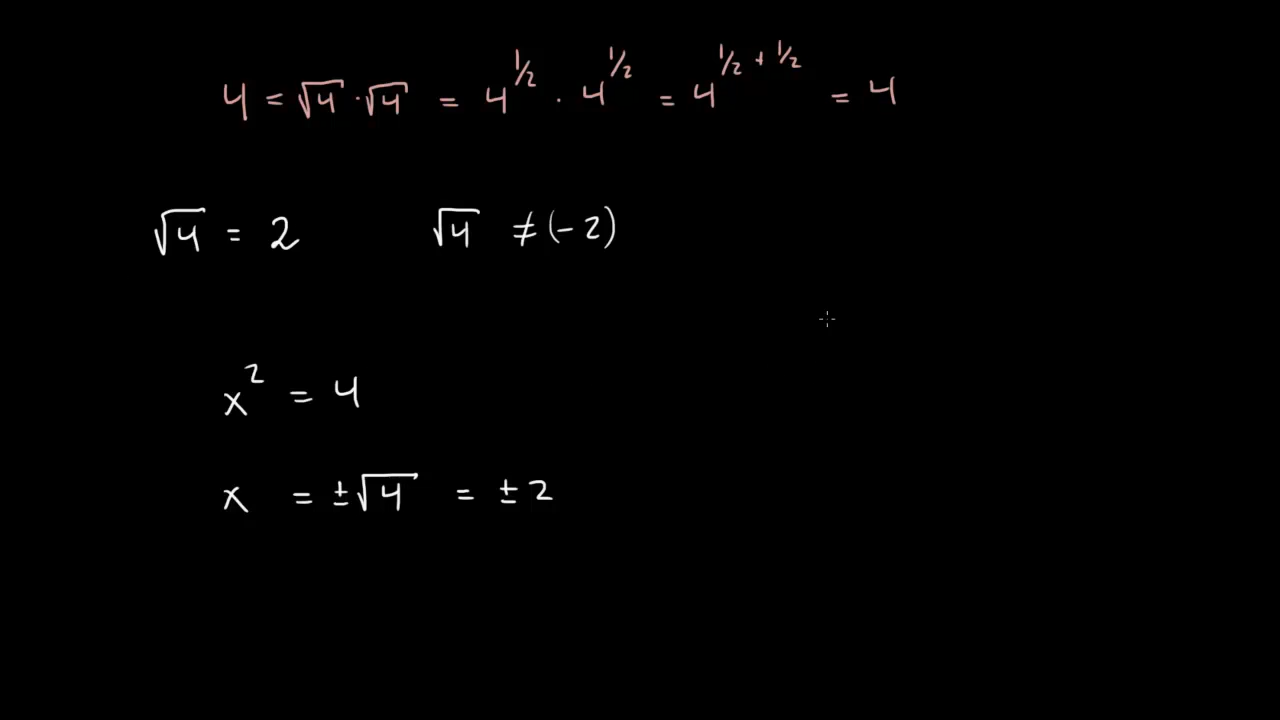 4 = √4 · √4 = 4^{1/2} · 4^{1/2} = 4^{1/2 + 1/2} = 4
√4 = 2 √4 ≠ (-2)
x² = 4
x = ±√4 = ±2